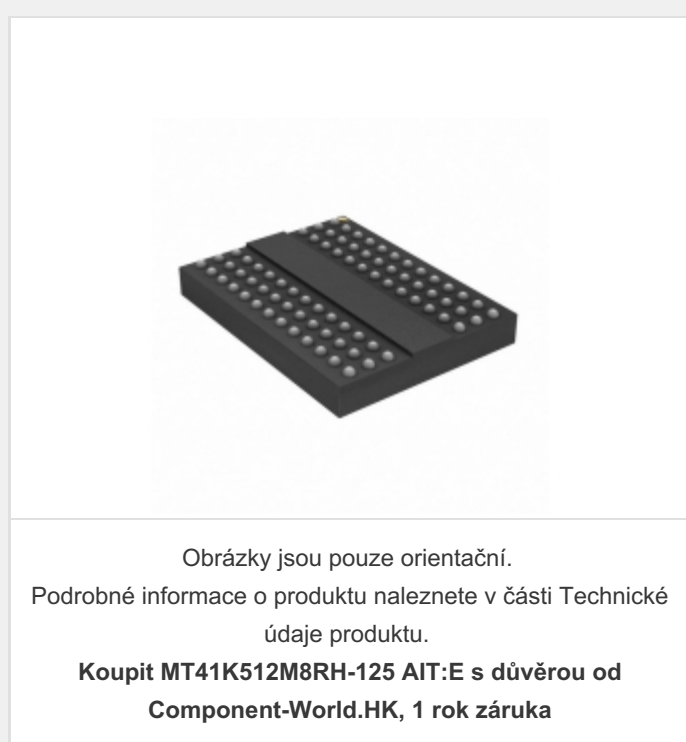 Obrázky jsou pouze orientační.
Podrobné informace o produktu naleznete v části Technické
údaje produktu.
Koupit MT41K512M8RH-125 AIT:E s důvěrou od
Component-World.HK, 1 rok záruka